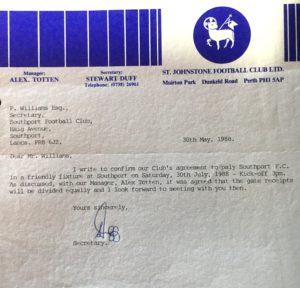 Manager:
ALEX. TOTTEN
Secretary:
STEWART DUFF
Telephone: (0738) 26961
ST. JOHNSTONE FOOTBALL CLUB LTD.
Muirton Park Dunkeld Road Perth PH1 5AP
P. Williams Esq.,
Secretary,
Southport Football Club,
Haig Avenue,
Southport,
Lancs. PR8 6JZ.
30th May, 1988.
Dear Mr. Williams,
I write to confirm our Club's agreement to play Southport F.C.
in a friendly fixture at Southport on Saturday, 30th July, 1988 - Kick-off 3pm.
As discussed, with our Manager, Alex Totten, it was agreed that the gate receipts
will be divided equally and I look forward to meeting with you then.
Yours sincerely,
Secretary.